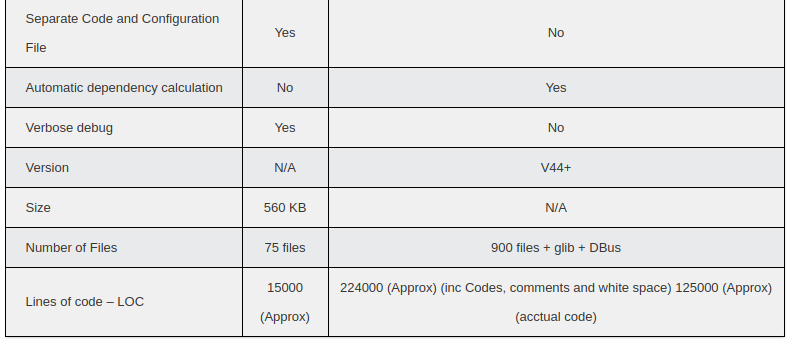 Separate Code and Configuration
File
Yes
No
Automatic dependency calculation
No
Yes
Verbose debug
Yes
No
Version
N/A
V44+
Size
560 KB
N/A
Number of Files
75 files
900 files + glib + DBus
Lines of code – LOC
15000
(Approx)
224000 (Approx) (inc Codes, comments and white space) 125000 (Approx)
(acctual code)